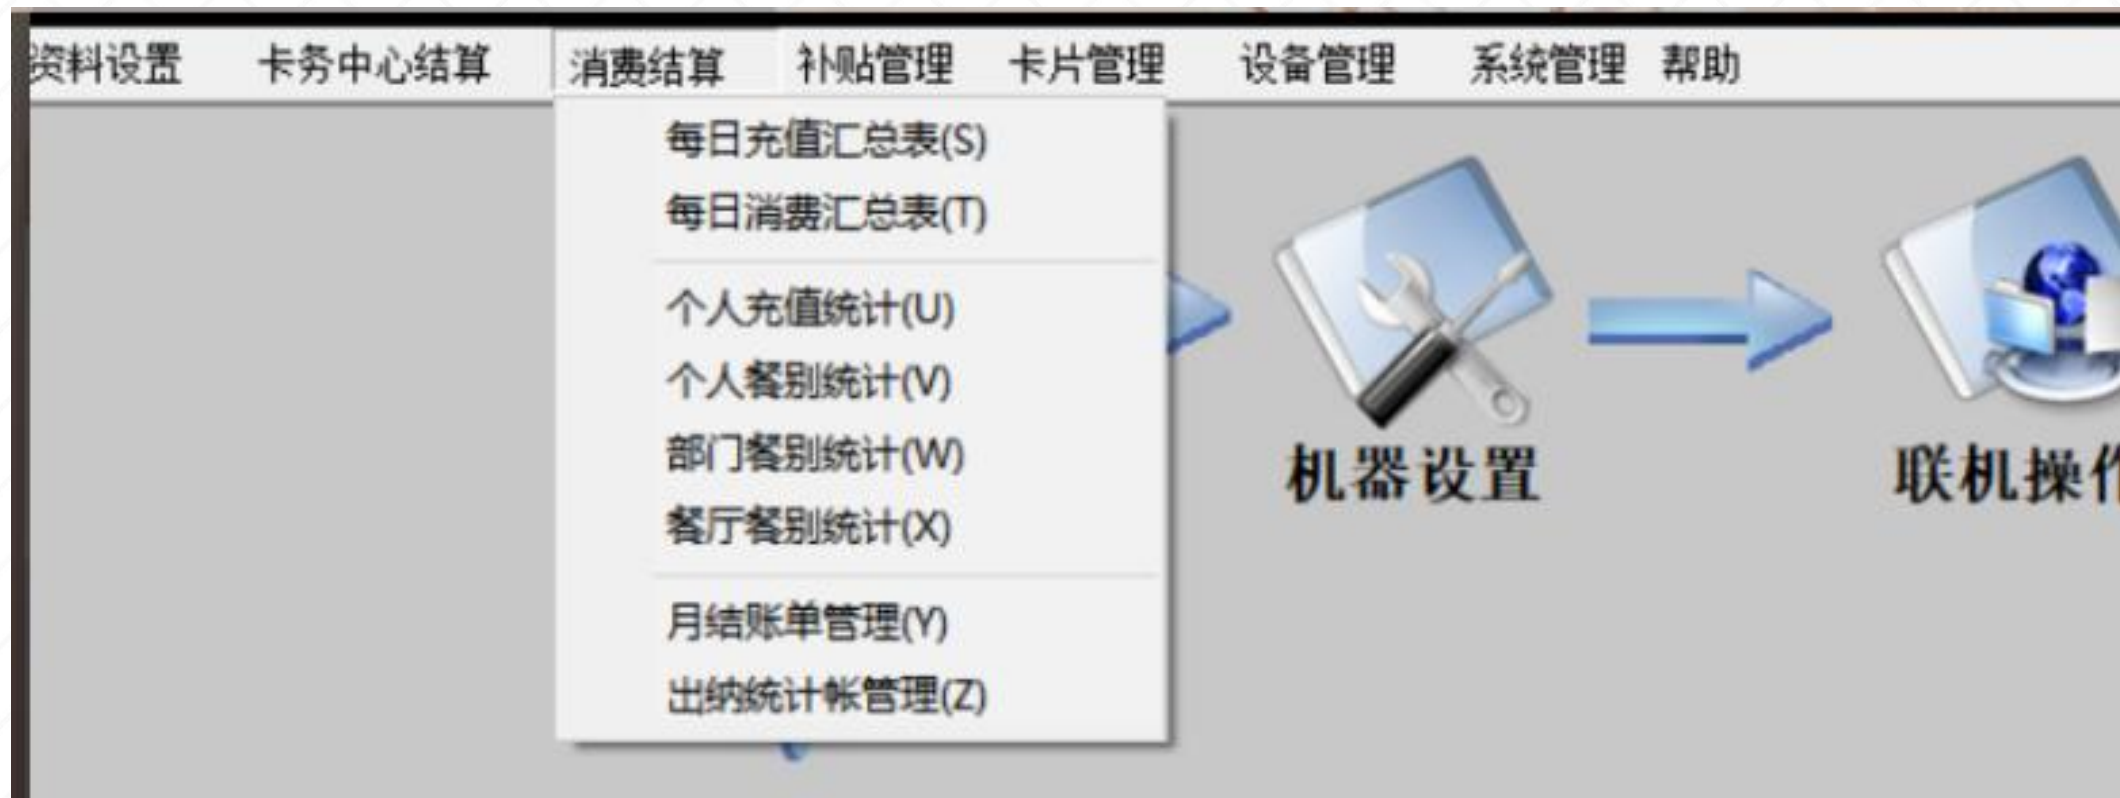 资料设置 卡务中心结算 消费结算 补贴管理 卡片管理 设备管理 系统管理 帮助
每日充值汇总表(S)
每日消费汇总表(T)
个人充值统计(U)
个人餐别统计(V)
部门餐别统计(W)
餐厅餐别统计(X)
月结账单管理(Y)
出纳统计帐管理(Z)
机器设置
联机操作